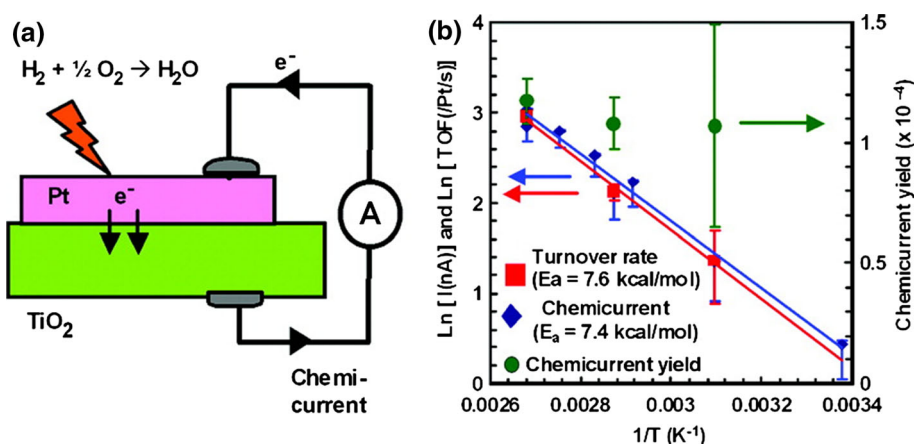 (a)
H₂ + ½ O₂ → H₂O
e⁻
Pt
e⁻
A
TiO₂
Chemi-
current
(b)
Ln [ I(nA)] and Ln [ TOF(/Pt/s)]
4
3
2
1
0
1.5
1
0.5
0
Chemicurrent yield (x 10⁻⁴)
Turnover rate
(Ea = 7.6 kcal/mol)
Chemicurrent
(Eₐ = 7.4 kcal/mol)
Chemicurrent yield
0.0026 0.0028 0.003 0.0032 0.0034
1/T (K⁻¹)